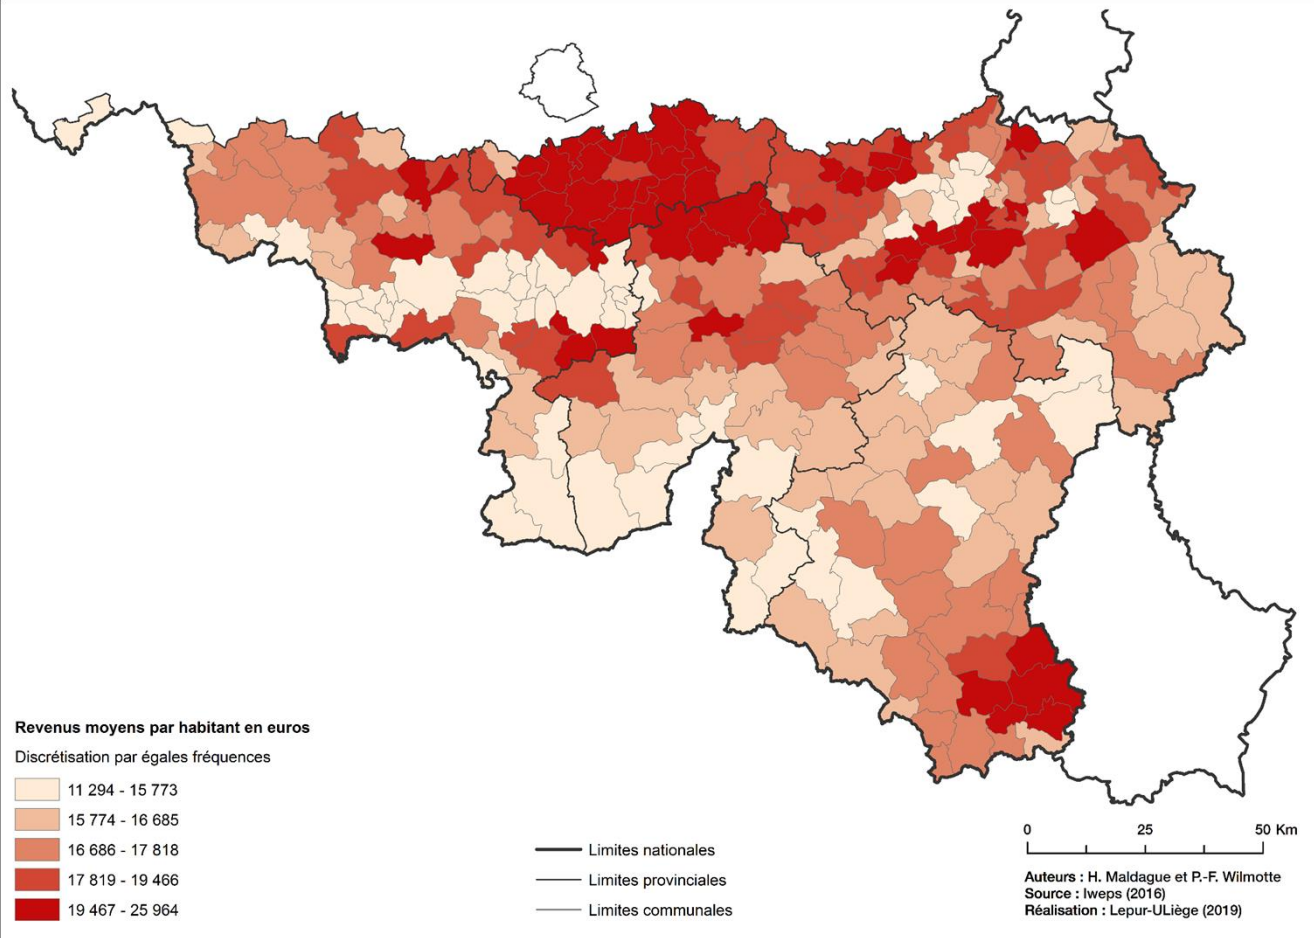 Revenus moyens par habitant en euros
Discrétisation par égales fréquences
11 294 - 15 773
15 774 - 16 685
16 686 - 17 818
17 819 - 19 466
19 467 - 25 964
Limites nationales
Limites provinciales
Limites communales
0 25 50 Km
Auteurs : H. Maldague et P.-F. Wilmotte
Source : Iweps (2016)
Réalisation : Lepur-ULiège (2019)